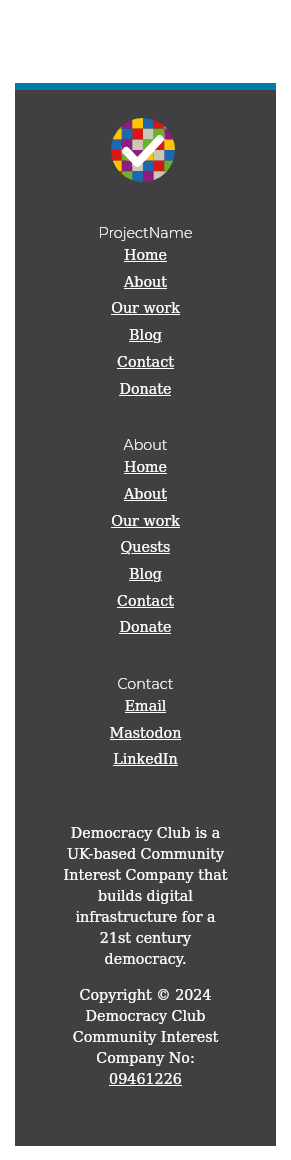 ProjectName
Home
About
Our work
Blog
Contact
Donate
About
Home
About
Our work
Quests
Blog
Contact
Donate
Contact
Email
Mastodon
LinkedIn
Democracy Club is a
UK-based Community
Interest Company that
builds digital
infrastructure for a
21st century
democracy.
Copyright © 2024
Democracy Club
Community Interest
Company No:
09461226